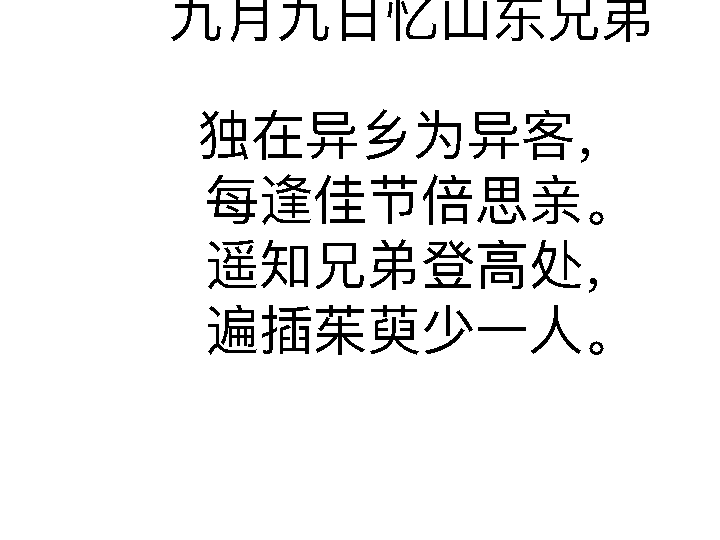 九月九日忆山东兄弟
独在异乡为异客，
每逢佳节倍思亲。
遥知兄弟登高处，
遍插茱萸少一人。